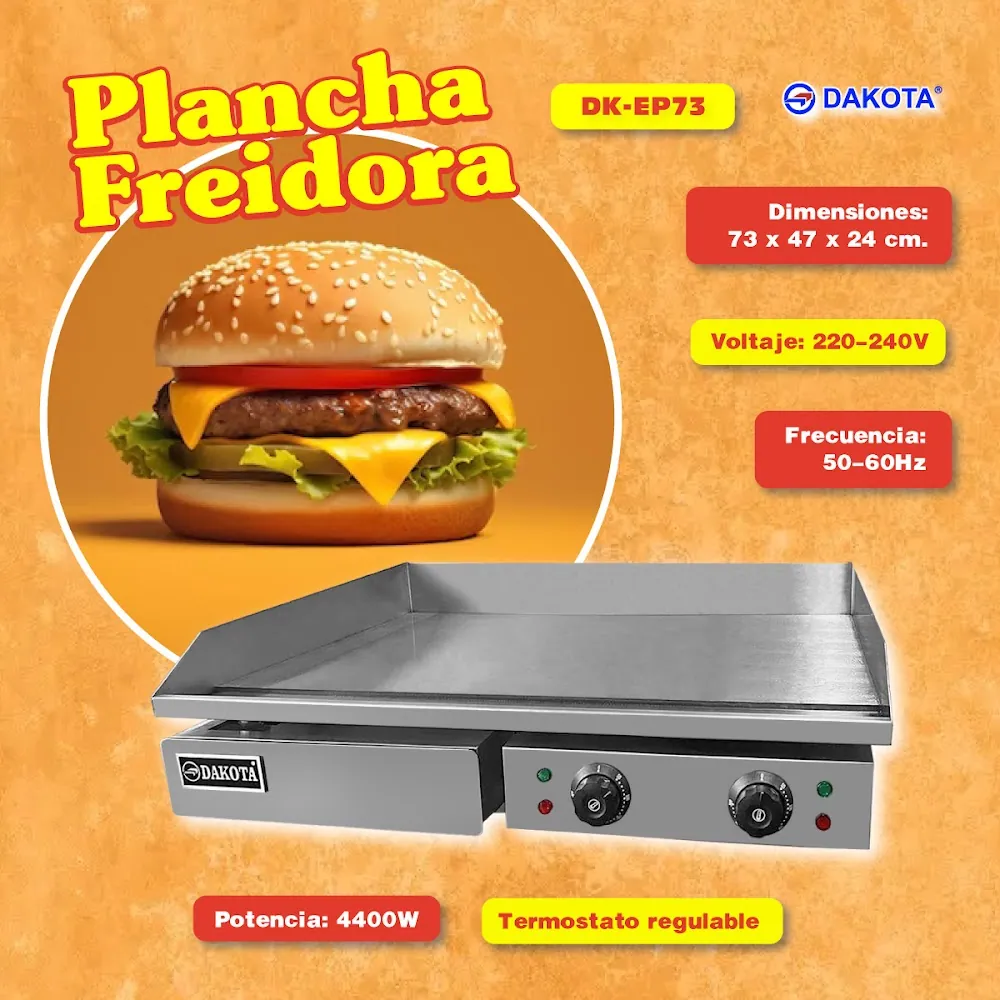 Plancha
Freidora
DK-EP73
DAKOTA®
Dimensiones:
73 x 47 x 24 cm.
Voltaje: 220-240V
Frecuencia:
50-60Hz
DAKOTA
Potencia: 4400W
Termostato regulable